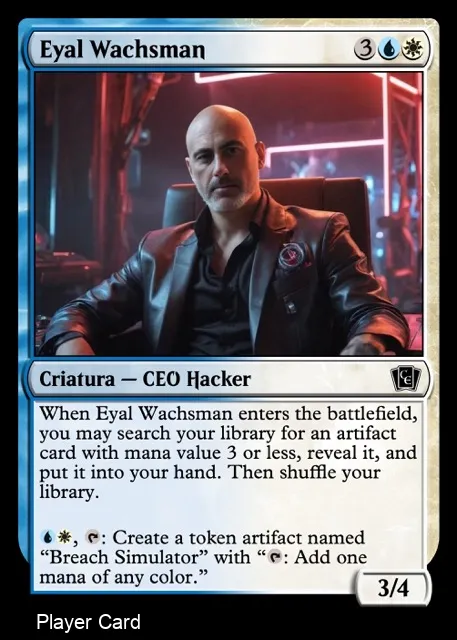 Eyal Wachsman 3
Criatura — CEO Hacker
CE
When Eyal Wachsman enters the battlefield,
you may search your library for an artifact
card with mana value 3 or less, reveal it, and
put it into your hand. Then shuffle your
library.
, : Create a token artifact named
“Breach Simulator” with “ : Add one
mana of any color.”
3/4
Player Card